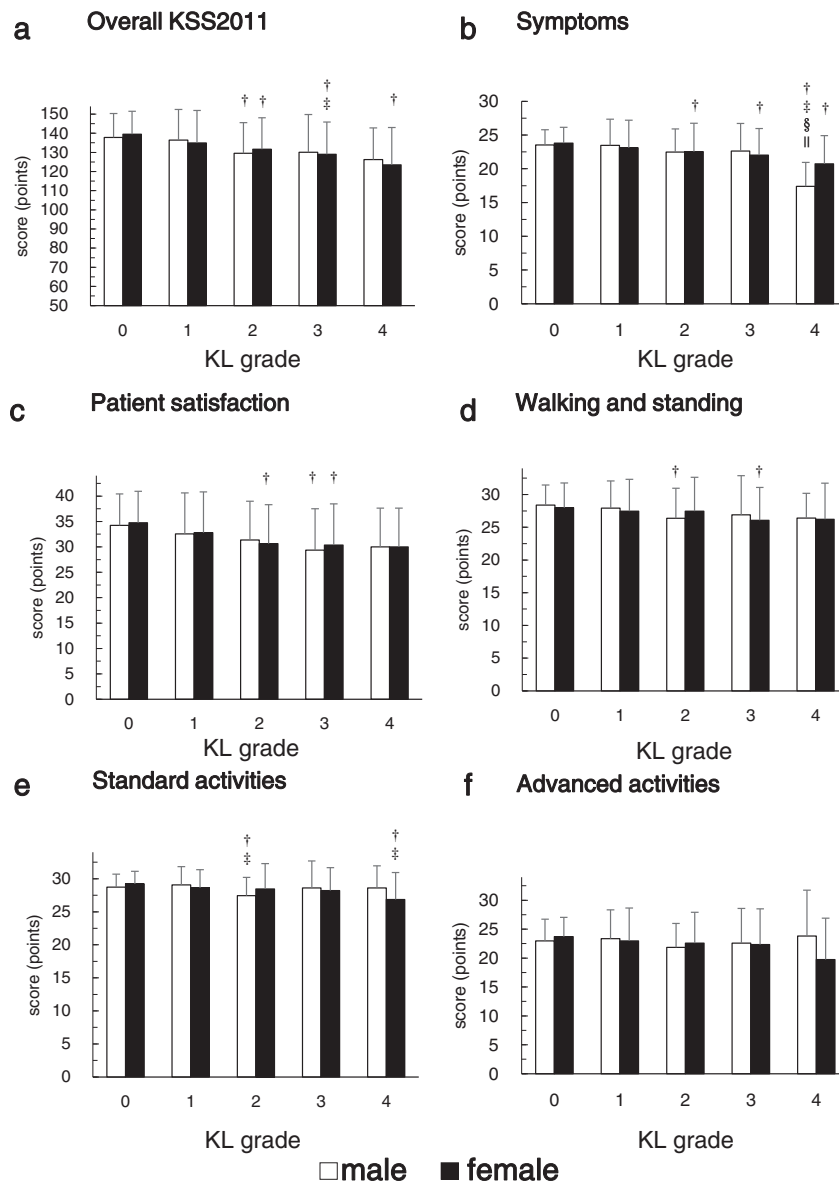 a Overall KSS2011
† †
†
‡
†
150
140
130
120
110
100
90
80
70
60
50
score (points)
0 1 2 3 4
KL grade
b Symptoms
† † †
‡
§
||
†
30
25
20
15
10
5
0
score (points)
0 1 2 3 4
KL grade
c Patient satisfaction
† † †
40
35
30
25
20
15
10
5
0
score (points)
0 1 2 3 4
KL grade
d Walking and standing
† †
30
25
20
15
10
5
0
score (points)
0 1 2 3 4
KL grade
e Standard activities
† †
‡ ‡
30
25
20
15
10
5
0
score (points)
0 1 2 3 4
KL grade
f Advanced activities
30
25
20
15
10
5
0
score (points)
0 1 2 3 4
KL grade
male female